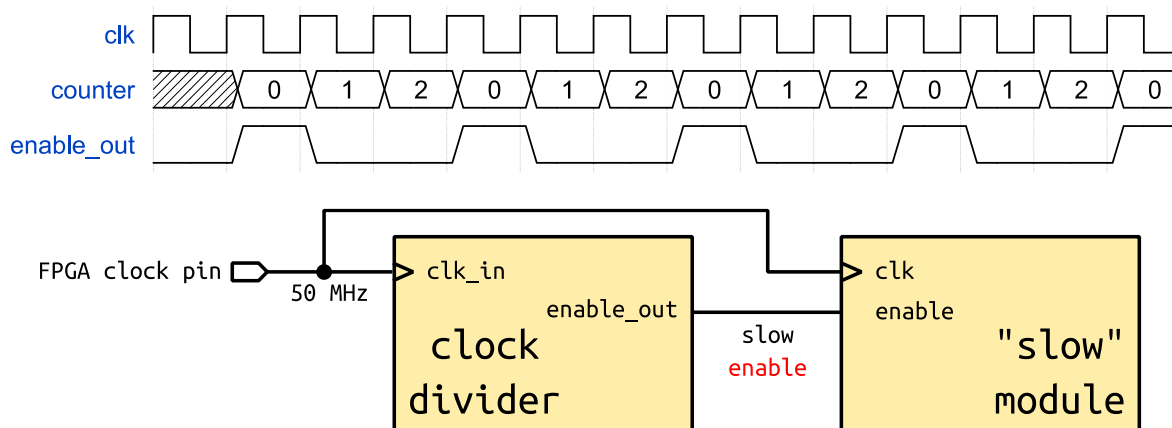 clk
counter 0 1 2 0 1 2 0 1 2 0 1 2 0
enable_out
FPGA clock pin
50 MHz
clk_in
enable_out
clock
divider
slow
enable
clk
enable
"slow"
module